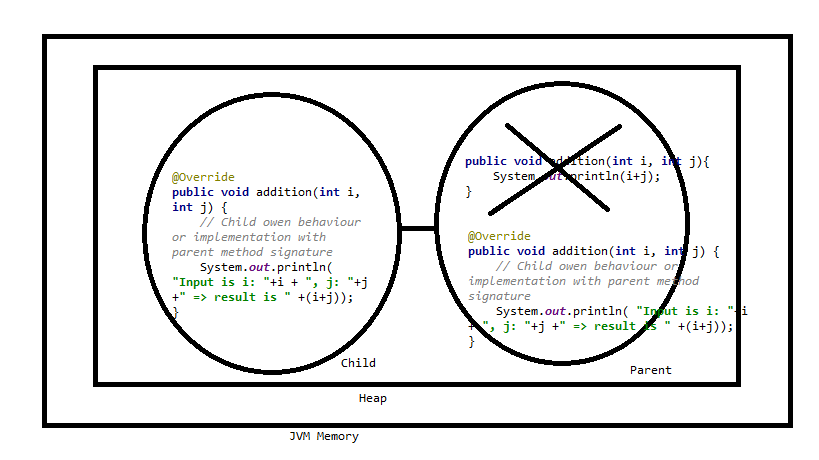 @Override
public void addition(int i,
int j) {
// Child owen behaviour
or implementation with
parent method signature
System.out.println(
"Input is i: "+i + ", j: "+j
+" => result is " +(i+j));
}
Child
public void addition(int i, int j){
System.out.println(i+j);
}
@Override
public void addition(int i, int j) {
// Child owen behaviour or
implementation with parent method
signature
System.out.println( "Input is i: "+i
+ ", j: "+j +" => result is " +(i+j));
}
Parent
Heap
JVM Memory